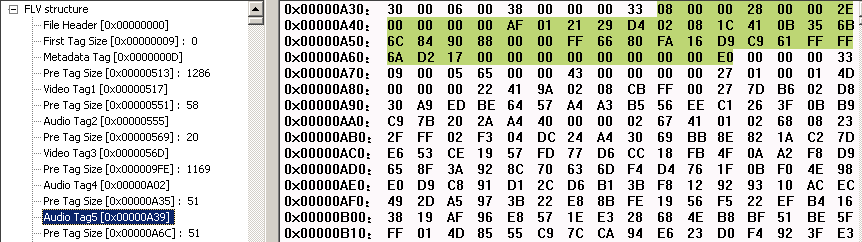 FLV structure
File Header [0x00000000]
First Tag Size [0x00000009] : 0
Metadata Tag [0x0000000D]
Pre Tag Size [0x00000513] : 1286
Video Tag1 [0x00000517]
Pre Tag Size [0x00000551] : 58
Audio Tag2 [0x00000555]
Pre Tag Size [0x00000569] : 20
Video Tag3 [0x0000056D]
Pre Tag Size [0x000009FE] : 1169
Audio Tag4 [0x00000A02]
Pre Tag Size [0x00000A35] : 51
Audio Tag5 [0x00000A39]
Pre Tag Size [0x00000A6C] : 51
0x00000A30: 30 00 06 00 38 00 00 00 33 08 00 00 28 00 00 2E
0x00000A40: 00 00 00 00 AF 01 21 29 D4 02 08 1C 41 0B 35 6B
0x00000A50: 6C 84 90 88 00 00 FF 66 80 FA 16 D9 C9 61 FF FF
0x00000A60: 6A D2 17 00 00 00 00 00 00 00 00 E0 00 00 00 33
0x00000A70: 09 00 05 65 00 00 43 00 00 00 00 27 01 00 01 4D
0x00000A80: 00 00 00 22 41 9A 02 08 CB FF 00 27 7D B6 02 D8
0x00000A90: 30 A9 ED BE 64 57 A4 A3 B5 56 EE C1 26 3F 0B B9
0x00000AA0: C9 7B 20 2A A4 40 00 00 02 67 41 01 02 68 08 23
0x00000AB0: 2F FF 02 F3 04 DC 24 A4 30 69 BB 8E 82 1A C2 7D
0x00000AC0: E6 53 CE 19 57 FD 77 D6 CC 18 FB 4F 0A A2 F8 D9
0x00000AD0: 65 8F 3A 92 8C 70 63 6D F4 D4 76 1F 0B F0 4E 98
0x00000AE0: E0 D9 C8 91 D1 2C D6 B1 3B F8 12 92 93 10 AC EC
0x00000AF0: 49 2D A5 97 3B 22 E8 8B FE 19 56 F5 22 EF B4 16
0x00000B00: 38 19 AF 96 E8 57 1E E3 28 68 4E B8 BF 51 BE 5F
0x00000B10: FF 01 4D 85 55 C9 7C CA 94 E6 23 D0 F4 92 3F E3